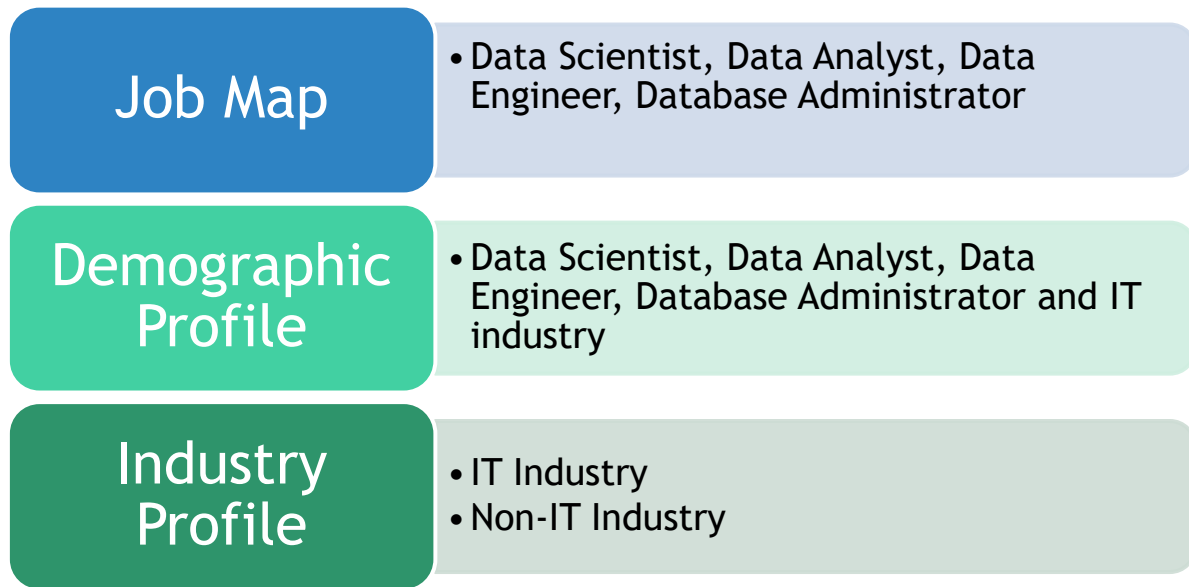 Job Map
• Data Scientist, Data Analyst, Data
Engineer, Database Administrator
Demographic
Profile
• Data Scientist, Data Analyst, Data
Engineer, Database Administrator and IT
industry
Industry
Profile
• IT Industry
• Non-IT Industry